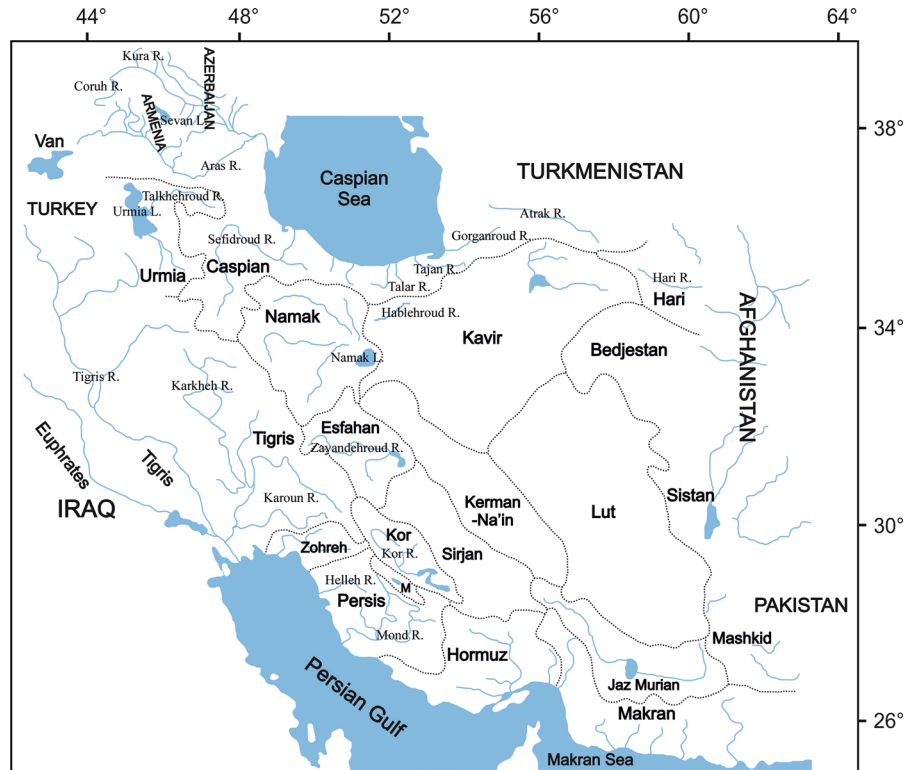 44° 48° 52° 56° 60° 64°
Kura R.
AZERBAIJAN
Coruh R.
ARMENIA
Sevan L.
38°
Van
Aras R.
TURKMENISTAN
Caspian
Sea
Talkhehroud R.
TURKEY
Urmia L.
Atrak R.
Sefidroud R.
Gorganroud R.
Urmia
Caspian
Tajan R.
Hari R.
Talar R.
Hari
Namak
Hablehroud R.
AFGHANISTAN
34°
Kavir
Bedjestan
Namak L.
Tigris R.
Karkheh R.
Esfahan
Tigris
Zayandehroud R.
Euphrates
Tigris
Karoun R.
Kerman
-Na'in
Sistan
IRAQ
Lut
30°
Kor
Zohreh
Kor R.
Sirjan
Helleh R.
M
Persis
PAKISTAN
Mond R.
Mashkid
Hormuz
Persian Gulf
Jaz Murian
Makran
26°
Makran Sea